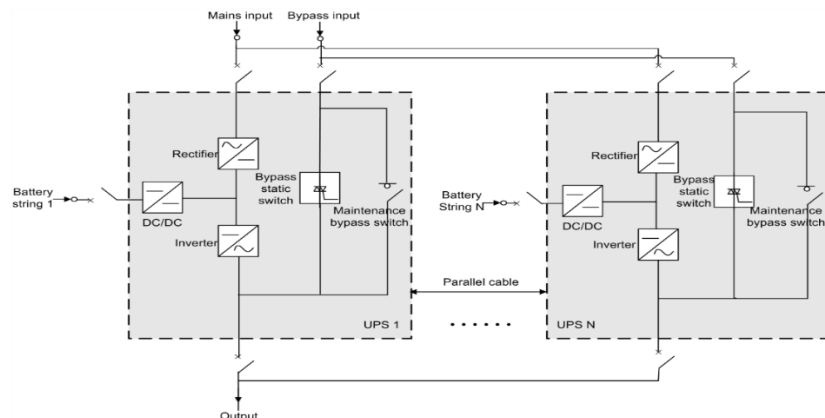 Mains input
Bypass input
Rectifier
Bypass
static
switch
Battery
string 1
DC/DC
Maintenance
bypass switch
Inverter
UPS 1
Parallel cable
......
Rectifier
Bypass
static
switch
Battery
String N
DC/DC
Maintenance
bypass switch
Inverter
UPS N
Output